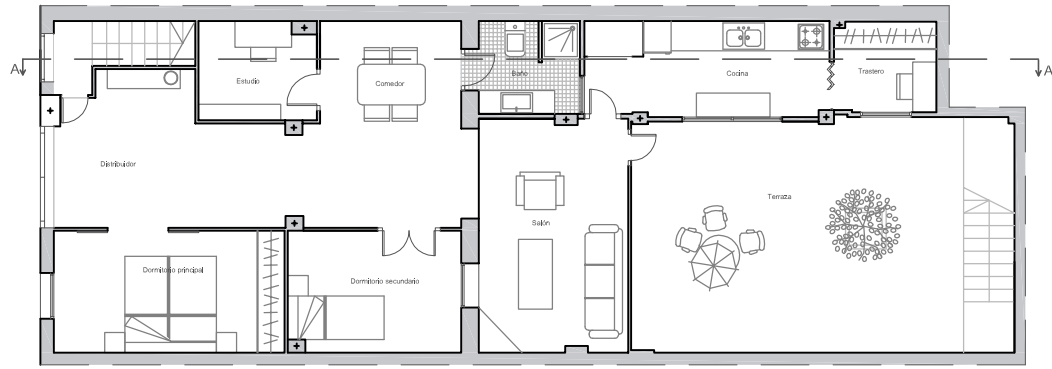 A
A
Estudio
Comedor
Baño
Cocina
Trastero
Distribuidor
Terraza
Salón
Dormitorio principal
Dormitorio secundario